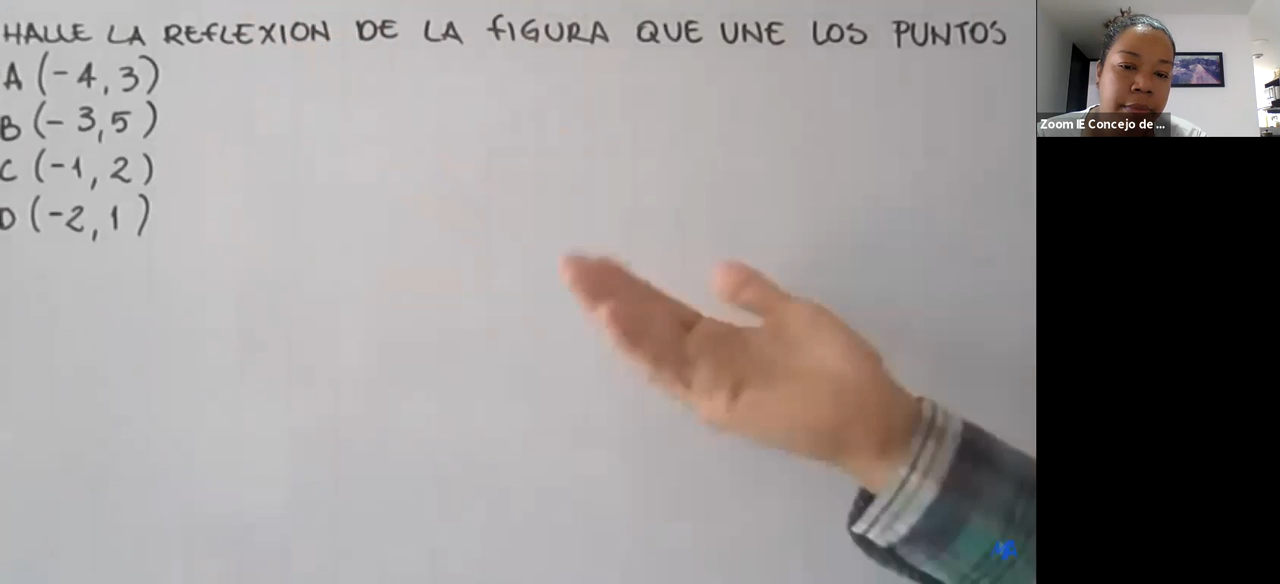 HALLE LA REFLEXION DE LA FIGURA QUE UNE LOS PUNTOS
A (-4, 3)
B (-3, 5)
C (-1, 2)
D (-2, 1)
Zoom IE Concejo de ...